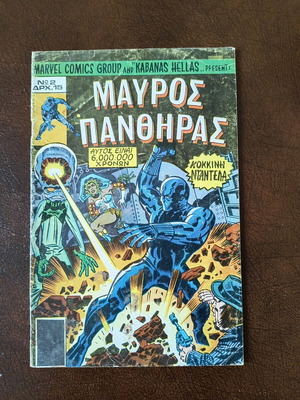 MARVEL COMICS GROUP AND "KABANAS HELLAS" ..PRESENTS:
Νο 2
ΔΡΧ. 15
ΜΑΥΡΟΣ
ΠΑΝΘΗΡΑΣ
ΑΥΤΟΣ ΕΙΝΑΙ
6,000.000
ΧΡΟΝΩΝ
ΚΟΚΚΙΝΗ
ΝΤΑΝΤΕΛΑ